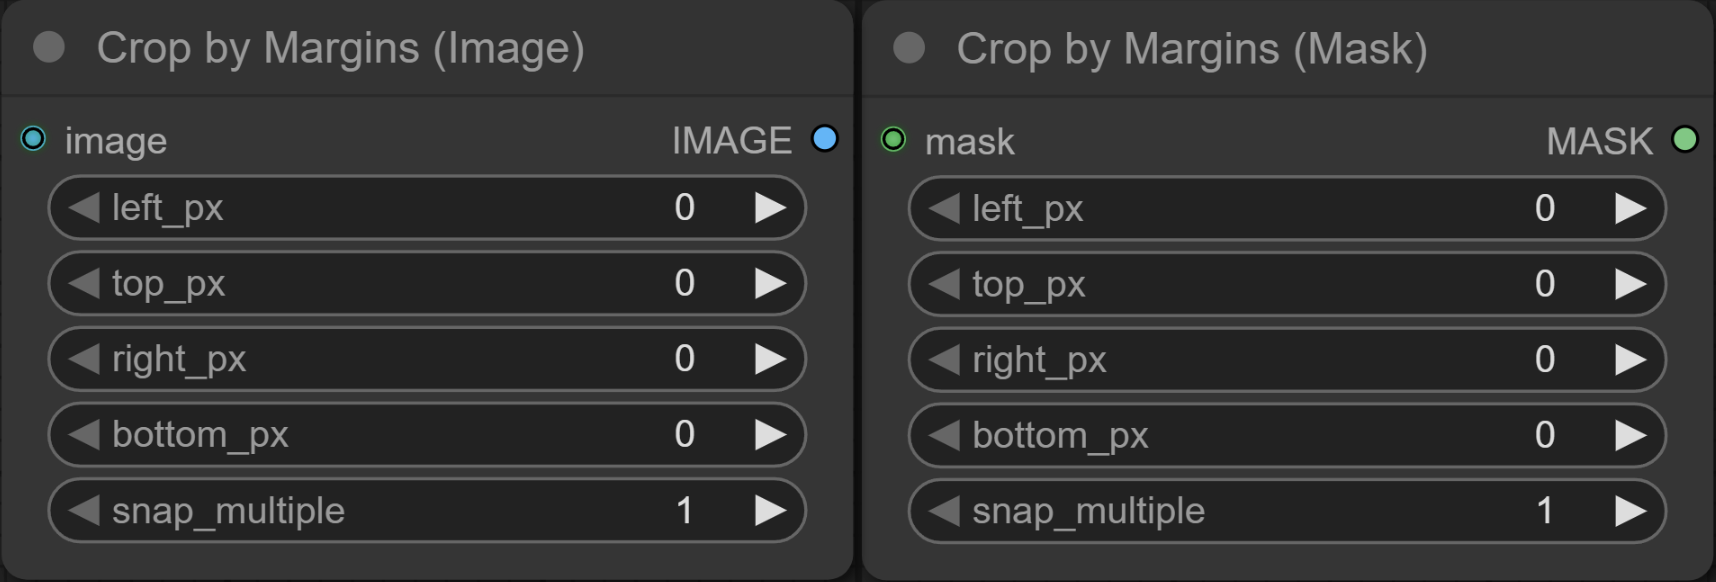 Crop by Margins (Image)
image IMAGE
left_px 0
top_px 0
right_px 0
bottom_px 0
snap_multiple 1
Crop by Margins (Mask)
mask MASK
left_px 0
top_px 0
right_px 0
bottom_px 0
snap_multiple 1